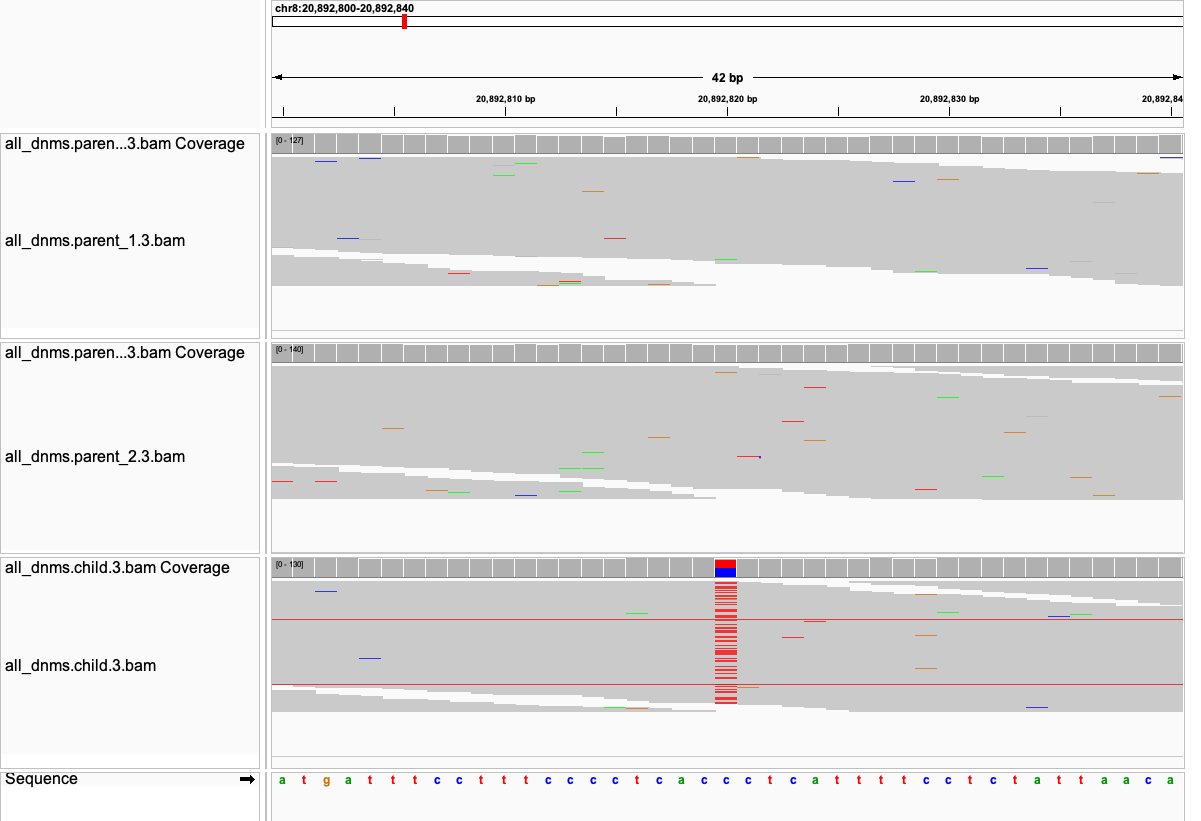 chr8:20,892,800-20,892,840
42 bp
20,892,810 bp 20,892,820 bp 20,892,830 bp 20,892,84
all_dnms.paren...3.bam Coverage
[0 - 127]
all_dnms.parent_1.3.bam
all_dnms.paren...3.bam Coverage
[0 - 140]
all_dnms.parent_2.3.bam
all_dnms.child.3.bam Coverage
[0 - 130]
all_dnms.child.3.bam
Sequence
a t g a t t t c c t t t c c c c t c a c c c t c a t t t t c c t c t a t t a a c a